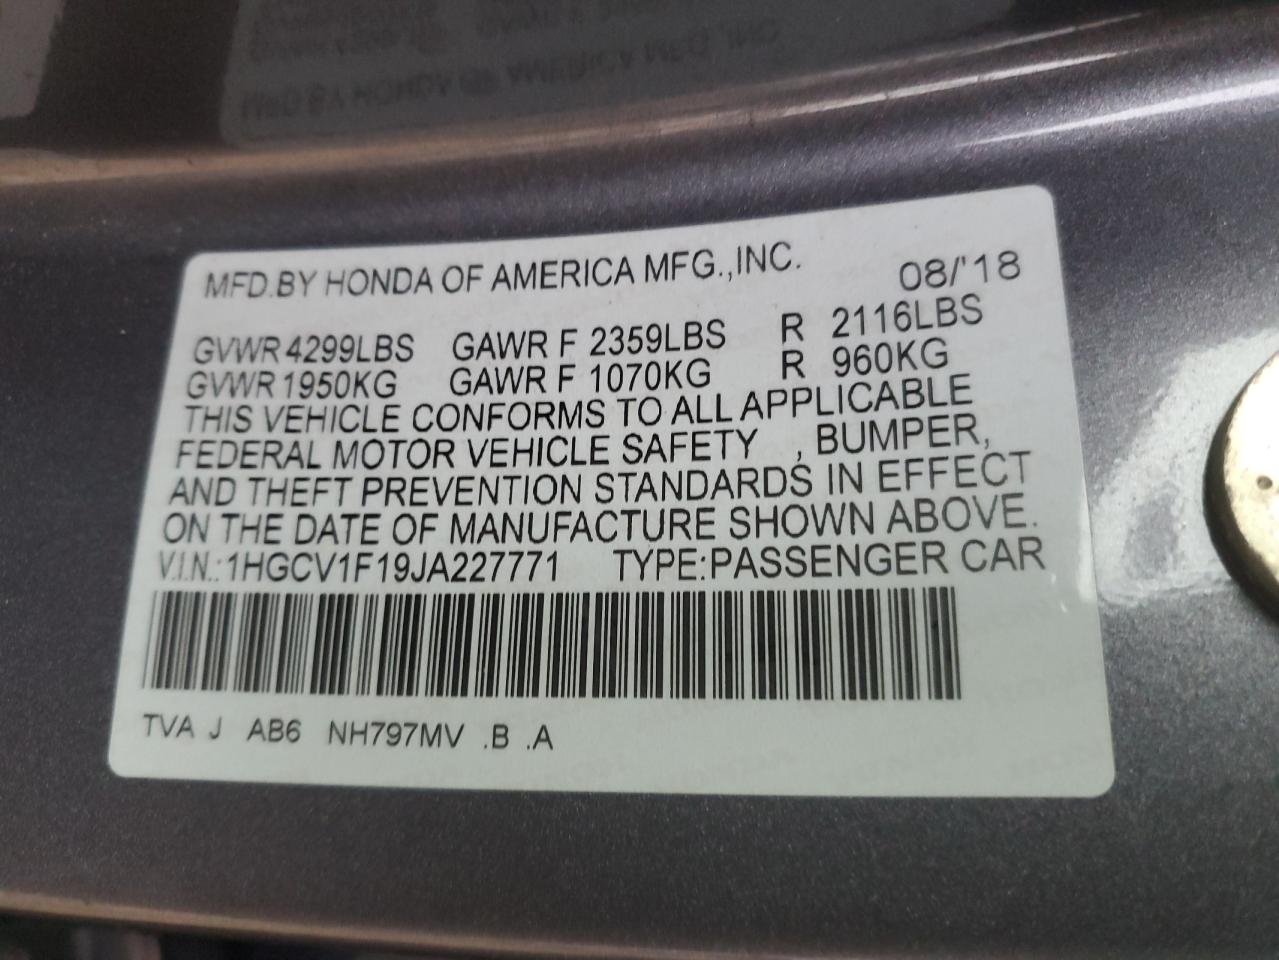 MFD.BY HONDA OF AMERICA MFG.,INC. 08/'18
GVWR 4299LBS GAWR F 2359LBS R 2116LBS
GVWR 1950KG GAWR F 1070KG R 960KG
THIS VEHICLE CONFORMS TO ALL APPLICABLE
FEDERAL MOTOR VEHICLE SAFETY , BUMPER,
AND THEFT PREVENTION STANDARDS IN EFFECT
ON THE DATE OF MANUFACTURE SHOWN ABOVE.
V.I.N.:1HGCV1F19JA227771 TYPE:PASSENGER CAR
TVA J AB6 NH797MV .B .A